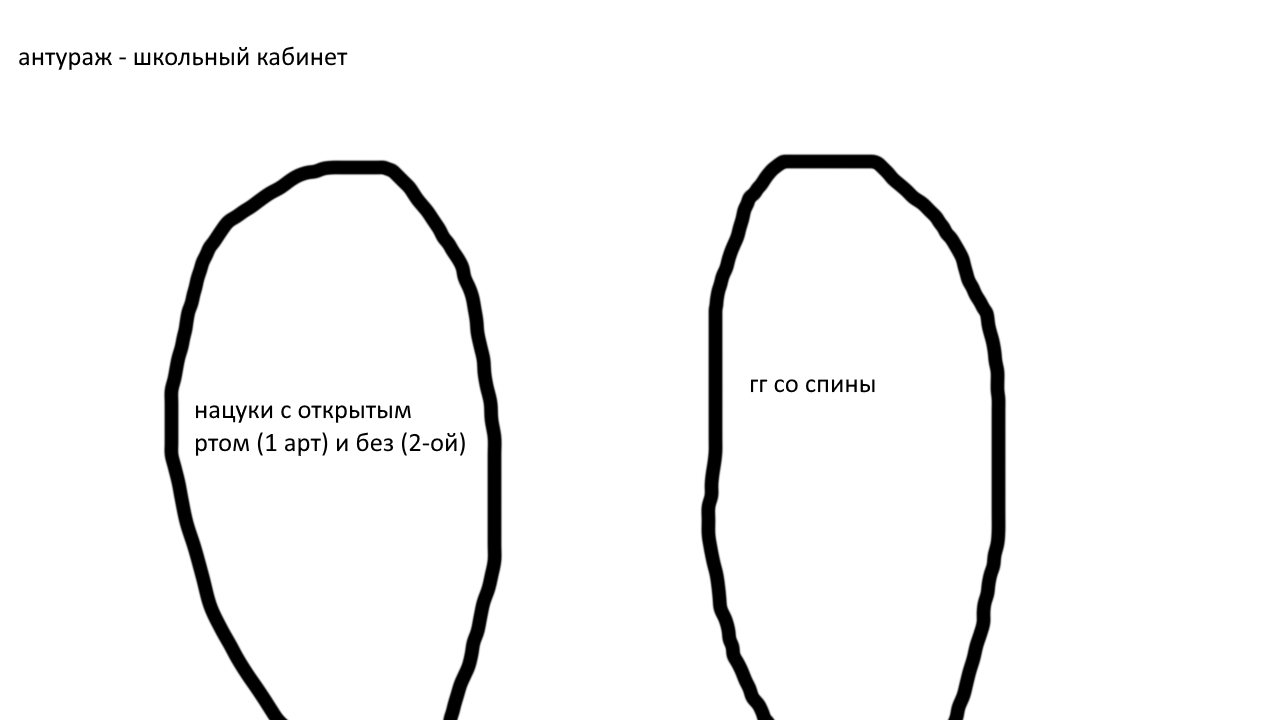 антураж - школьный кабинет
гг со спины
нацуки с открытым
ртом (1 арт) и без (2-ой)